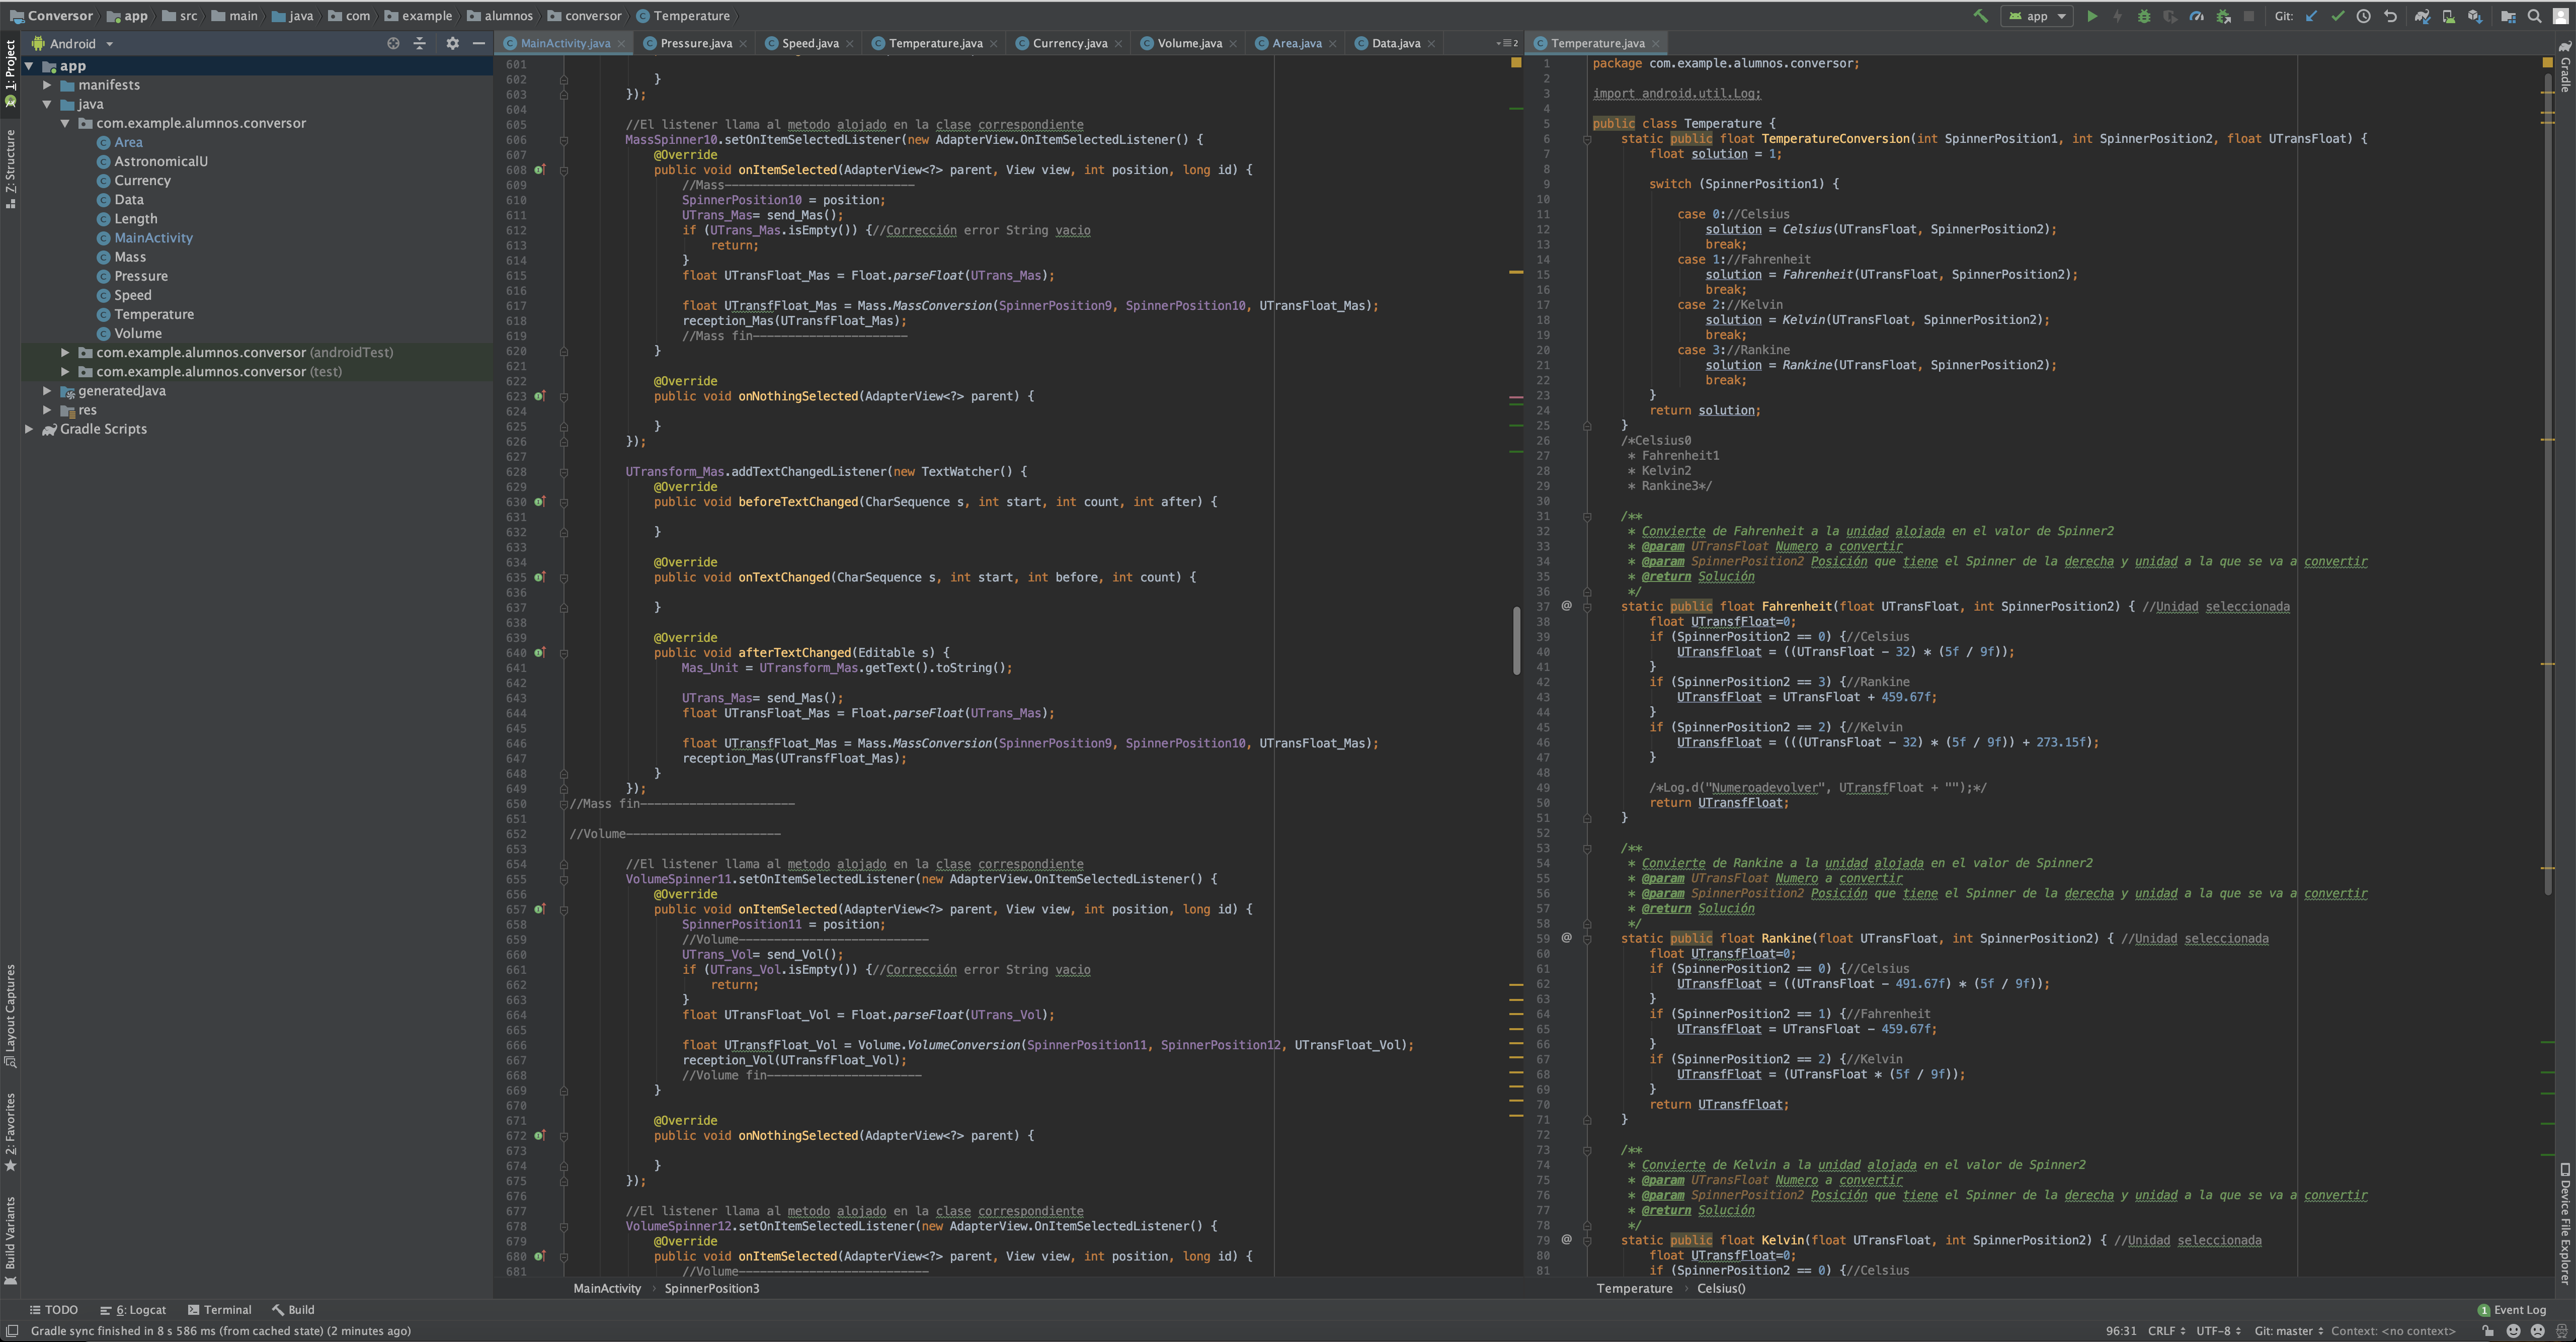 Conversor
app
src
main
java
com
example
alumnos
conversor
Temperature
app
Git:
Android
MainActivity.java
Pressure.java
Speed.java
Temperature.java
Currency.java
Volume.java
Area.java
Data.java
2
Temperature.java
1: Project
Z: Structure
Layout Captures
2: Favorites
Build Variants
app
manifests
java
com.example.alumnos.conversor
Area
AstronomicalU
Currency
Data
Length
MainActivity
Mass
Pressure
Speed
Temperature
Volume
com.example.alumnos.conversor (androidTest)
com.example.alumnos.conversor (test)
generatedJava
res
Gradle Scripts
601
602 }
603 });
604
605 //El listener llama al metodo alojado en la clase correspondiente
606 MassSpinner10.setOnItemSelectedListener(new AdapterView.OnItemSelectedListener() {
607 @Override
608 public void onItemSelected(AdapterView<?> parent, View view, int position, long id) {
609 //Mass---------------------------
610 SpinnerPosition10 = position;
611 UTrans_Mas= send_Mas();
612 if (UTrans_Mas.isEmpty()) {//Corrección error String vacio
613 return;
614 }
615 float UTransFloat_Mas = Float.parseFloat(UTrans_Mas);
616
617 float UTransfFloat_Mas = Mass.MassConversion(SpinnerPosition9, SpinnerPosition10, UTransFloat_Mas);
618 reception_Mas(UTransfFloat_Mas);
619 //Mass fin----------------------
620 }
621
622 @Override
623 public void onNothingSelected(AdapterView<?> parent) {
624
625 }
626 });
627
628 UTransform_Mas.addTextChangedListener(new TextWatcher() {
629 @Override
630 public void beforeTextChanged(CharSequence s, int start, int count, int after) {
631
632 }
633
634 @Override
635 public void onTextChanged(CharSequence s, int start, int before, int count) {
636
637 }
638
639 @Override
640 public void afterTextChanged(Editable s) {
641 Mas_Unit = UTransform_Mas.getText().toString();
642
643 UTrans_Mas= send_Mas();
644 float UTransFloat_Mas = Float.parseFloat(UTrans_Mas);
645
646 float UTransfFloat_Mas = Mass.MassConversion(SpinnerPosition9, SpinnerPosition10, UTransFloat_Mas);
647 reception_Mas(UTransfFloat_Mas);
648 }
649 });
650 //Mass fin----------------------
651
652 //Volume----------------------
653
654 //El listener llama al metodo alojado en la clase correspondiente
655 VolumeSpinner11.setOnItemSelectedListener(new AdapterView.OnItemSelectedListener() {
656 @Override
657 public void onItemSelected(AdapterView<?> parent, View view, int position, long id) {
658 SpinnerPosition11 = position;
659 //Volume---------------------------
660 UTrans_Vol= send_Vol();
661 if (UTrans_Vol.isEmpty()) {//Corrección error String vacio
662 return;
663 }
664 float UTransFloat_Vol = Float.parseFloat(UTrans_Vol);
665
666 float UTransfFloat_Vol = Volume.VolumeConversion(SpinnerPosition11, SpinnerPosition12, UTransFloat_Vol);
667 reception_Vol(UTransfFloat_Vol);
668 //Volume fin----------------------
669 }
670
671 @Override
672 public void onNothingSelected(AdapterView<?> parent) {
673
674 }
675 });
676
677 //El listener llama al metodo alojado en la clase correspondiente
678 VolumeSpinner12.setOnItemSelectedListener(new AdapterView.OnItemSelectedListener() {
679 @Override
680 public void onItemSelected(AdapterView<?> parent, View view, int position, long id) {
681 //Volume---------------------------
MainActivity
SpinnerPosition3
1 package com.example.alumnos.conversor;
2
3 import android.util.Log;
4
5 public class Temperature {
6 static public float TemperatureConversion(int SpinnerPosition1, int SpinnerPosition2, float UTransFloat) {
7 float solution = 1;
8
9 switch (SpinnerPosition1) {
10
11 case 0://Celsius
12 solution = Celsius(UTransFloat, SpinnerPosition2);
13 break;
14 case 1://Fahrenheit
15 solution = Fahrenheit(UTransFloat, SpinnerPosition2);
16 break;
17 case 2://Kelvin
18 solution = Kelvin(UTransFloat, SpinnerPosition2);
19 break;
20 case 3://Rankine
21 solution = Rankine(UTransFloat, SpinnerPosition2);
22 break;
23 }
24 return solution;
25 }
26 /*Celsius0
27 * Fahrenheit1
28 * Kelvin2
29 * Rankine3*/
30
31 /**
32 * Convierte de Fahrenheit a la unidad alojada en el valor de Spinner2
33 * @param UTransFloat Numero a convertir
34 * @param SpinnerPosition2 Posición que tiene el Spinner de la derecha y unidad a la que se va a convertir
35 * @return Solución
36 */
37 @ static public float Fahrenheit(float UTransFloat, int SpinnerPosition2) { //Unidad seleccionada
38 float UTransfFloat=0;
39 if (SpinnerPosition2 == 0) {//Celsius
40 UTransfFloat = ((UTransFloat - 32) * (5f / 9f));
41 }
42 if (SpinnerPosition2 == 3) {//Rankine
43 UTransfFloat = UTransFloat + 459.67f;
44 }
45 if (SpinnerPosition2 == 2) {//Kelvin
46 UTransfFloat = (((UTransFloat - 32) * (5f / 9f)) + 273.15f);
47 }
48
49 /*Log.d("Numeroadevolver", UTransfFloat + "");*/
50 return UTransfFloat;
51 }
52
53 /**
54 * Convierte de Rankine a la unidad alojada en el valor de Spinner2
55 * @param UTransFloat Numero a convertir
56 * @param SpinnerPosition2 Posición que tiene el Spinner de la derecha y unidad a la que se va a convertir
57 * @return Solución
58 */
59 @ static public float Rankine(float UTransFloat, int SpinnerPosition2) { //Unidad seleccionada
60 float UTransfFloat=0;
61 if (SpinnerPosition2 == 0) {//Celsius
62 UTransfFloat = ((UTransFloat - 491.67f) * (5f / 9f));
63 }
64 if (SpinnerPosition2 == 1) {//Fahrenheit
65 UTransfFloat = UTransFloat - 459.67f;
66 }
67 if (SpinnerPosition2 == 2) {//Kelvin
68 UTransfFloat = (UTransFloat * (5f / 9f));
69 }
70 return UTransfFloat;
71 }
72
73 /**
74 * Convierte de Kelvin a la unidad alojada en el valor de Spinner2
75 * @param UTransFloat Numero a convertir
76 * @param SpinnerPosition2 Posición que tiene el Spinner de la derecha y unidad a la que se va a convertir
77 * @return Solución
78 */
79 @ static public float Kelvin(float UTransFloat, int SpinnerPosition2) { //Unidad seleccionada
80 float UTransfFloat=0;
81 if (SpinnerPosition2 == 0) {//Celsius
Temperature
Celsius()
Gradle
Device File Explorer
TODO
6: Logcat
Terminal
Build
1 Event Log
Gradle sync finished in 8 s 586 ms (from cached state) (2 minutes ago)
96:31
CRLF
UTF-8
Git: master
Context: <no context>